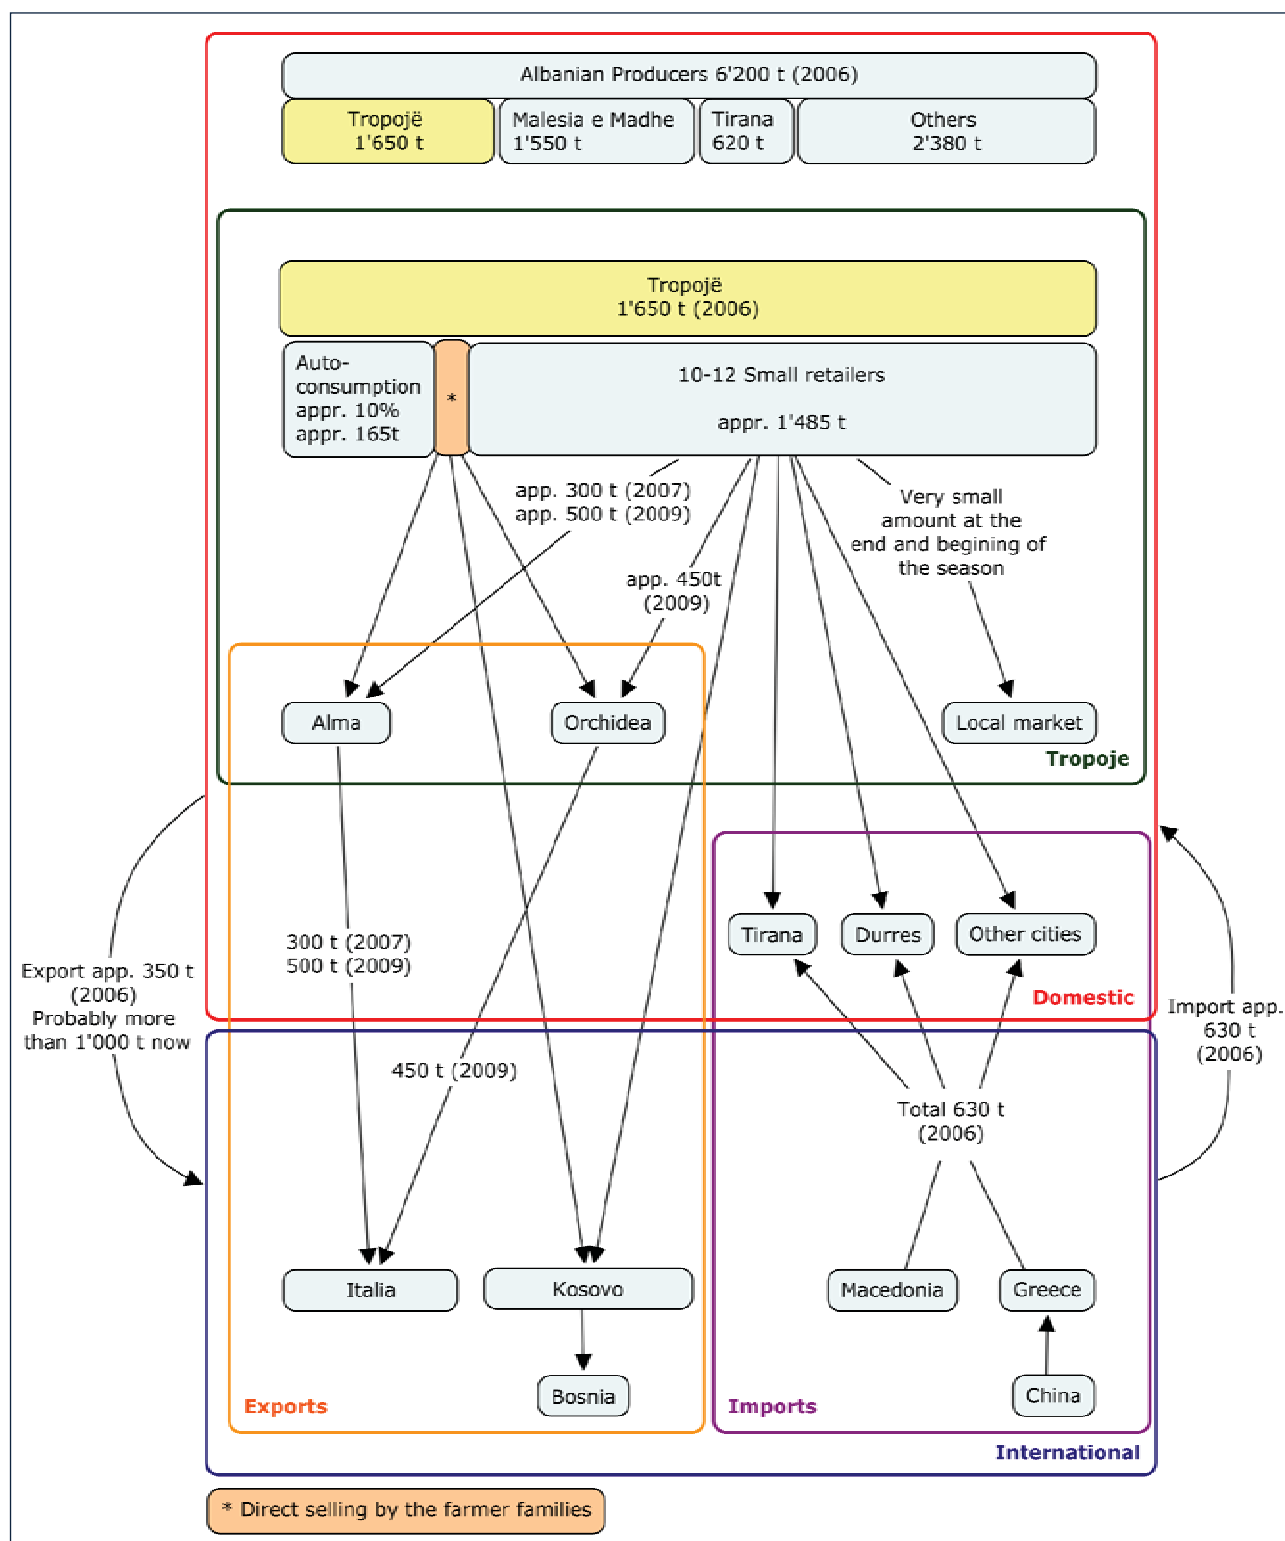 Albanian Producers 6'200 t (2006)
Tropojë
1'650 t
Malesia e Madhe
1'550 t
Tirana
620 t
Others
2'380 t
Tropojë
1'650 t (2006)
Auto-
consumption
appr. 10%
appr. 165t
*
10-12 Small retailers
appr. 1'485 t
app. 300 t (2007)
app. 500 t (2009)
Very small
amount at the
end and begining of
the season
app. 450t
(2009)
Alma
Orchidea
Local market
Tropoje
Tirana
Durres
Other cities
300 t (2007)
500 t (2009)
Export app. 350 t
(2006)
Probably more
than 1'000 t now
Domestic
Import app.
630 t
(2006)
450 t (2009)
Total 630 t
(2006)
Italia
Kosovo
Macedonia
Greece
Bosnia
China
Exports
Imports
International
* Direct selling by the farmer families